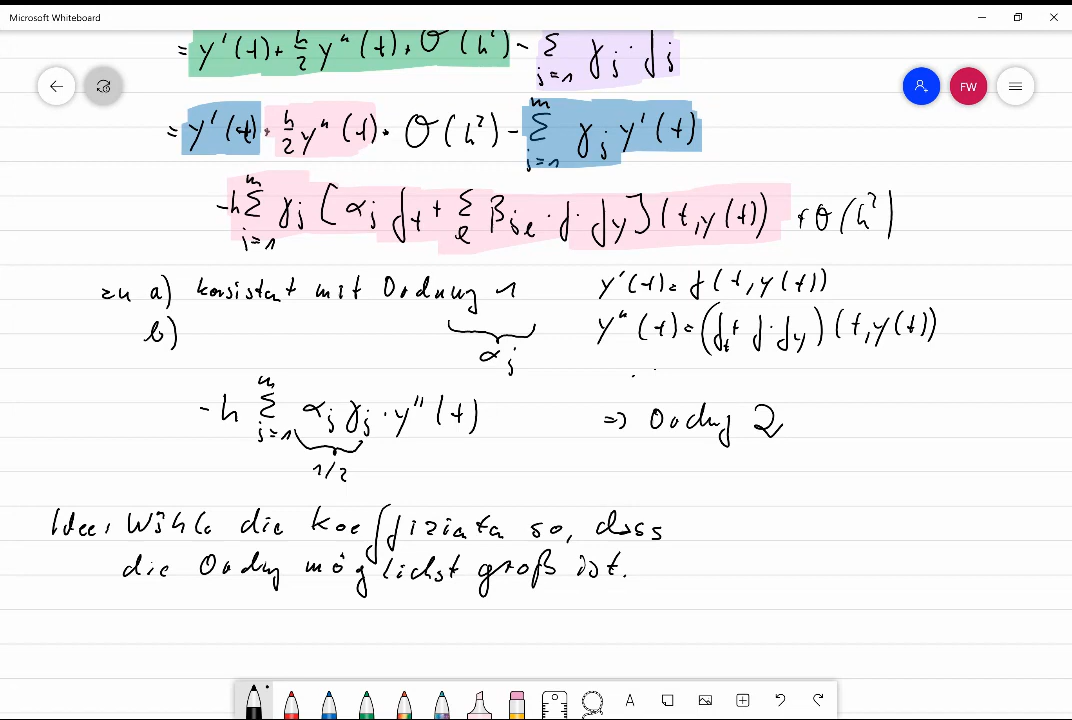 Microsoft Whiteboard
= y'(t) + h/2 y''(t) + O(h²) - Σ_{j=1} γ_j · f_j
FW
= y'(t) + h/2 y''(t) + O(h²) - Σ_{j=1}^m γ_j y'(t)
-h Σ_{j=1}^m γ_j [α_j f_t + Σ_l β_{jl} · f · f_y](t, y(t)) + O(h²)
zu a) konsistent mit Ordnung 1
y'(t) = f(t, y(t))
b)
y''(t) = (f_t + f · f_y)(t, y(t))
α_j
-h Σ_{j=1}^m α_j γ_j · y''(t)
⇒ Ordng 2
1/2
Idee: Wähle die Koeffizienten so, dass
die Ordng möglichst groß ist.
A